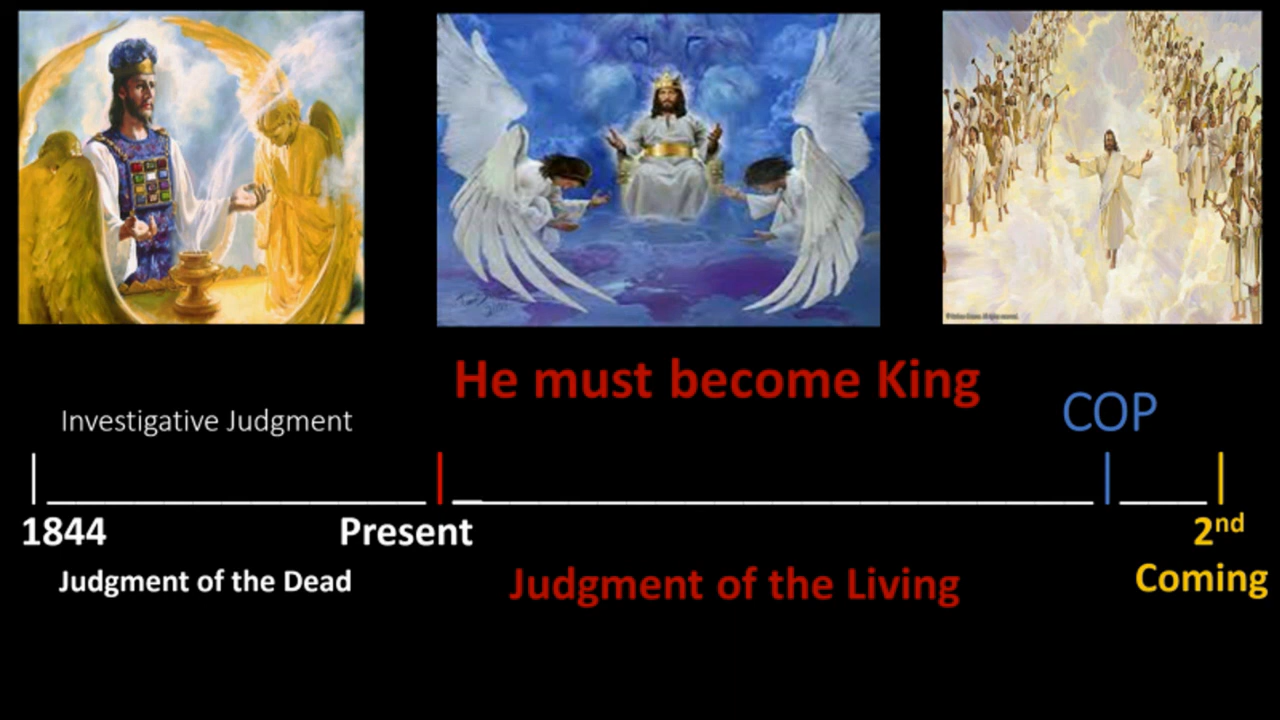 He must become King
Investigative Judgment
COP
1844
Present
2nd
Coming
Judgment of the Dead
Judgment of the Living